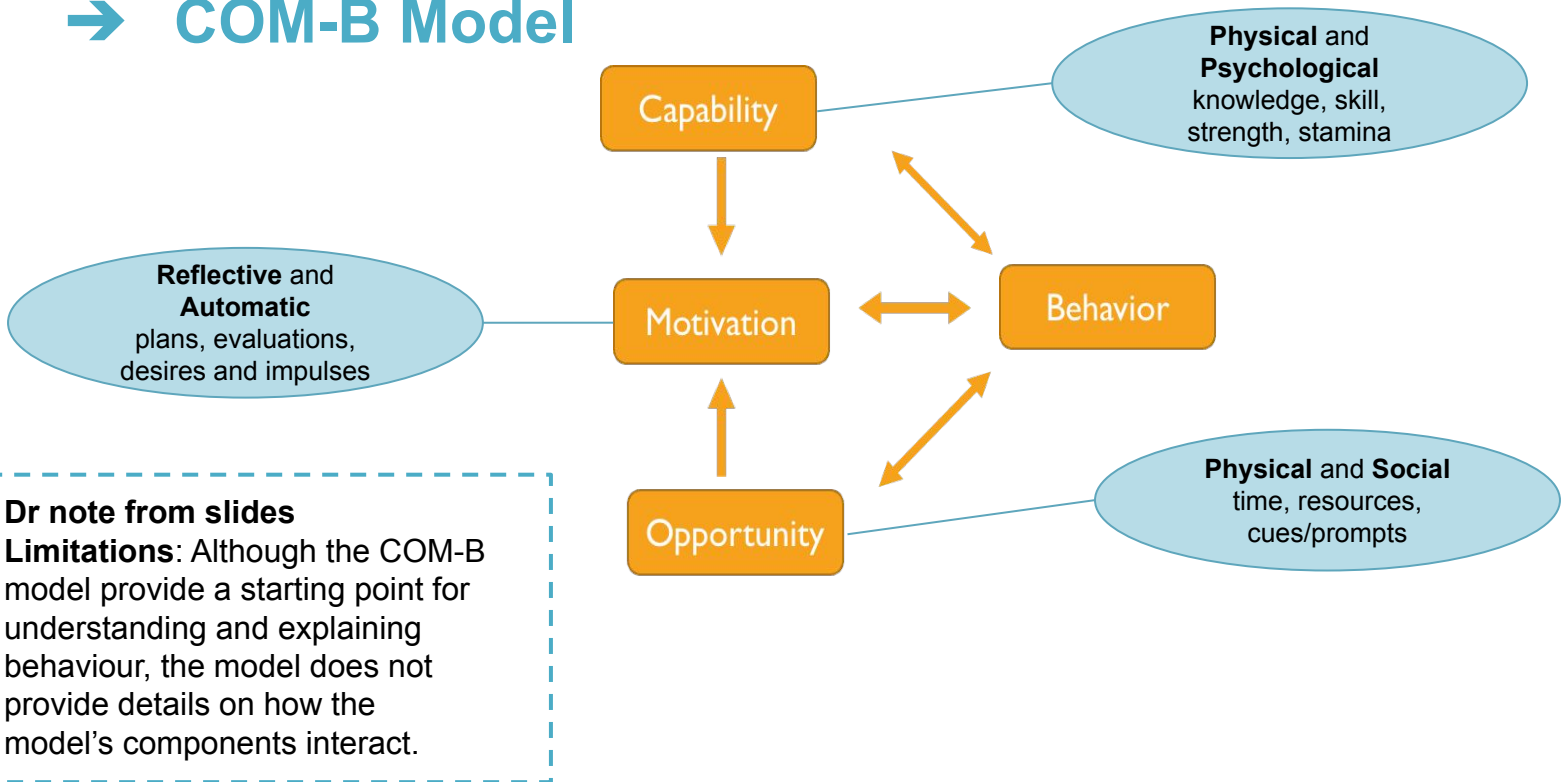 ➔ COM-B Model
Physical and
Psychological
knowledge, skill,
strength, stamina
Capability
Reflective and
Automatic
plans, evaluations,
desires and impulses
Motivation
Behavior
Opportunity
Physical and Social
time, resources,
cues/prompts
Dr note from slides
Limitations: Although the COM-B
model provide a starting point for
understanding and explaining
behaviour, the model does not
provide details on how the
model’s components interact.